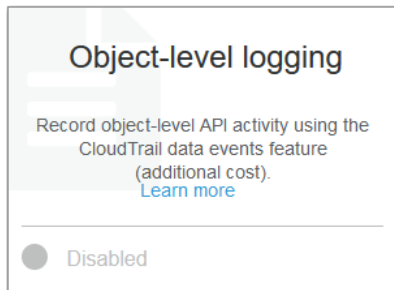 Object-level logging
Record object-level API activity using the
CloudTrail data events feature
(additional cost).
Learn more
Disabled